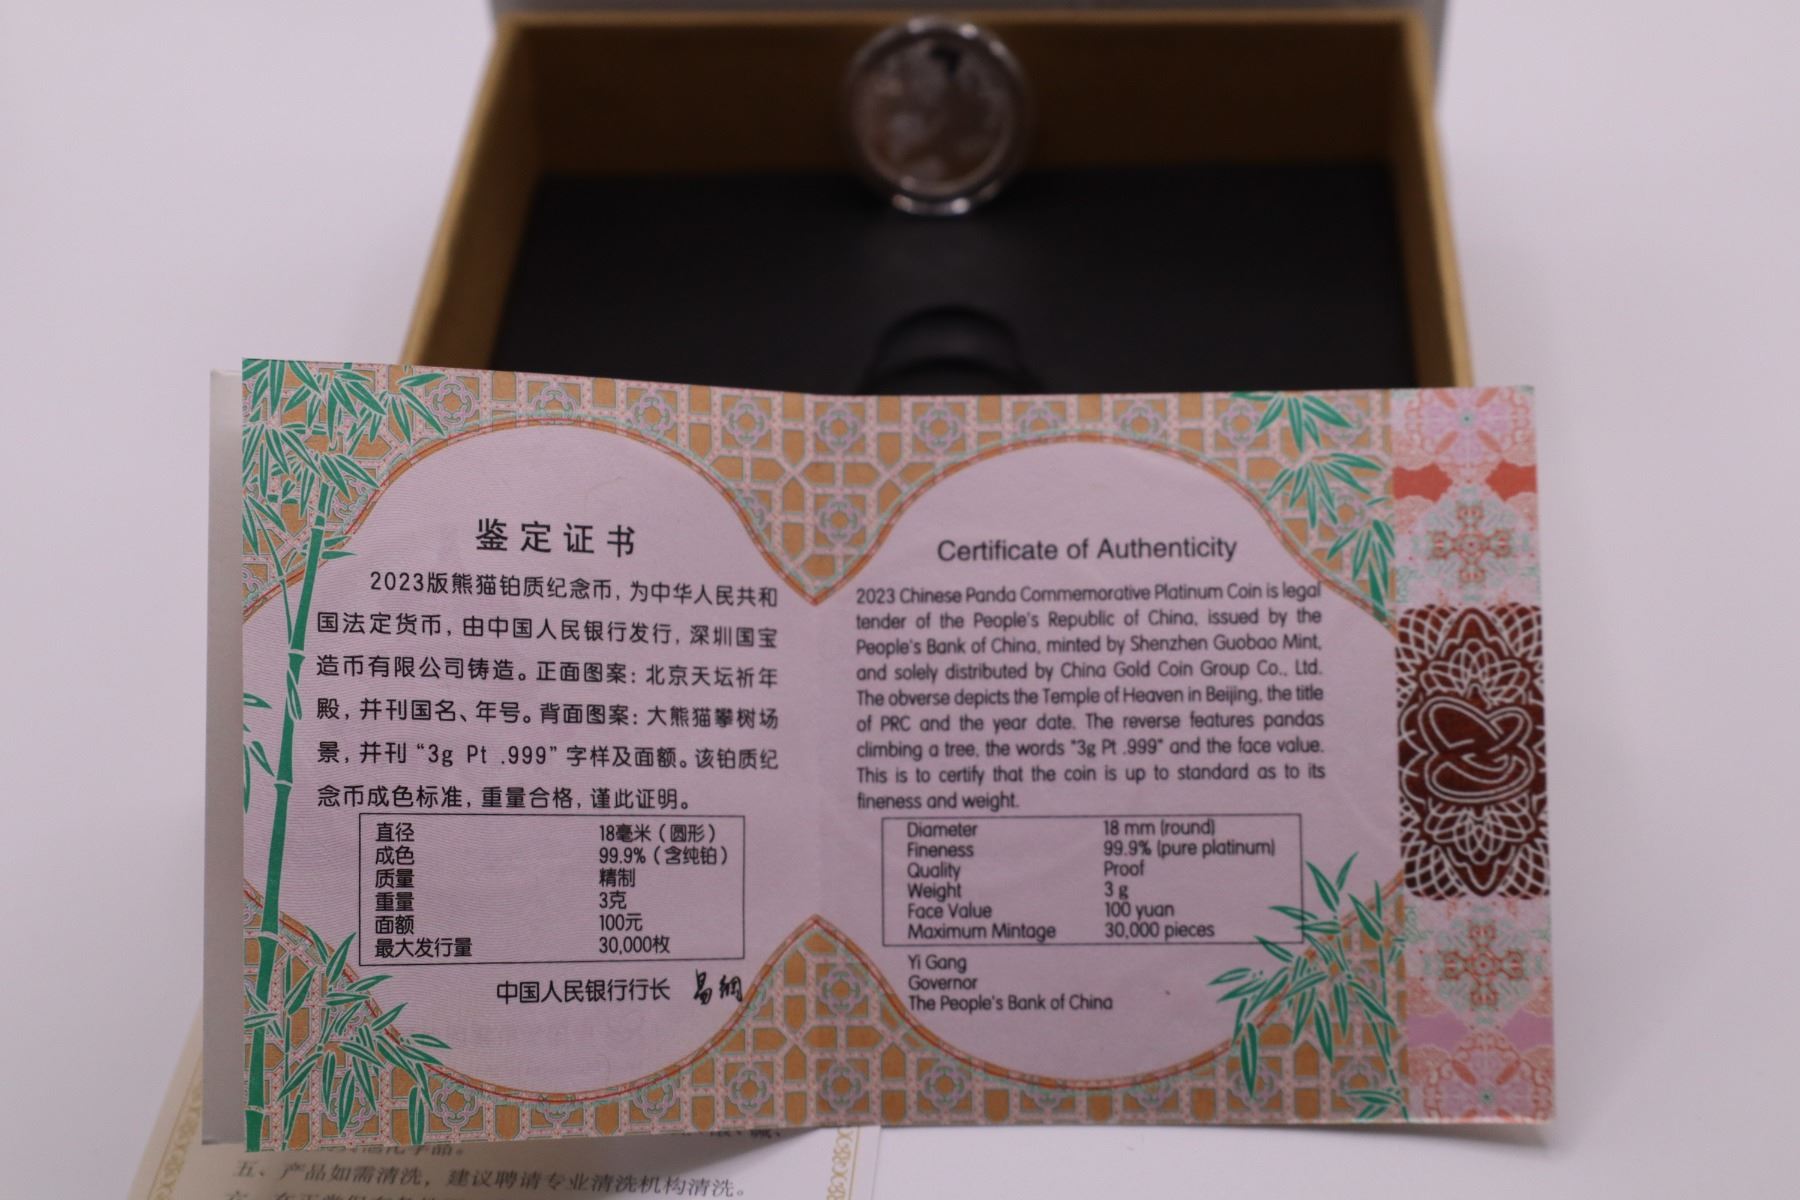 鉴定证书
2023版熊猫铂质纪念币，为中华人民共和
国法定货币，由中国人民银行发行，深圳国宝
造币有限公司铸造。正面图案：北京天坛祈年
殿，并刊国名、年号。背面图案：大熊猫攀树场
景，并刊“3g Pt .999”字样及面额。该铂质纪
念币成色标准，重量合格，谨此证明。
直径 18毫米（圆形）
成色 99.9%（含纯铂）
质量 精制
重量 3克
面额 100元
最大发行量 30,000枚
中国人民银行行长 易纲
Certificate of Authenticity
2023 Chinese Panda Commemorative Platinum Coin is legal
tender of the People's Republic of China, issued by the
People's Bank of China, minted by Shenzhen Guobao Mint,
and solely distributed by China Gold Coin Group Co., Ltd.
The obverse depicts the Temple of Heaven in Beijing, the title
of PRC and the year date. The reverse features pandas
climbing a tree, the words "3g Pt .999" and the face value.
This is to certify that the coin is up to standard as to its
fineness and weight.
Diameter 18 mm (round)
Fineness 99.9% (pure platinum)
Quality Proof
Weight 3 g
Face Value 100 yuan
Maximum Mintage 30,000 pieces
Yi Gang
Governor
The People's Bank of China
五、产品如需清洗，建议聘请专业清洗机构清洗。